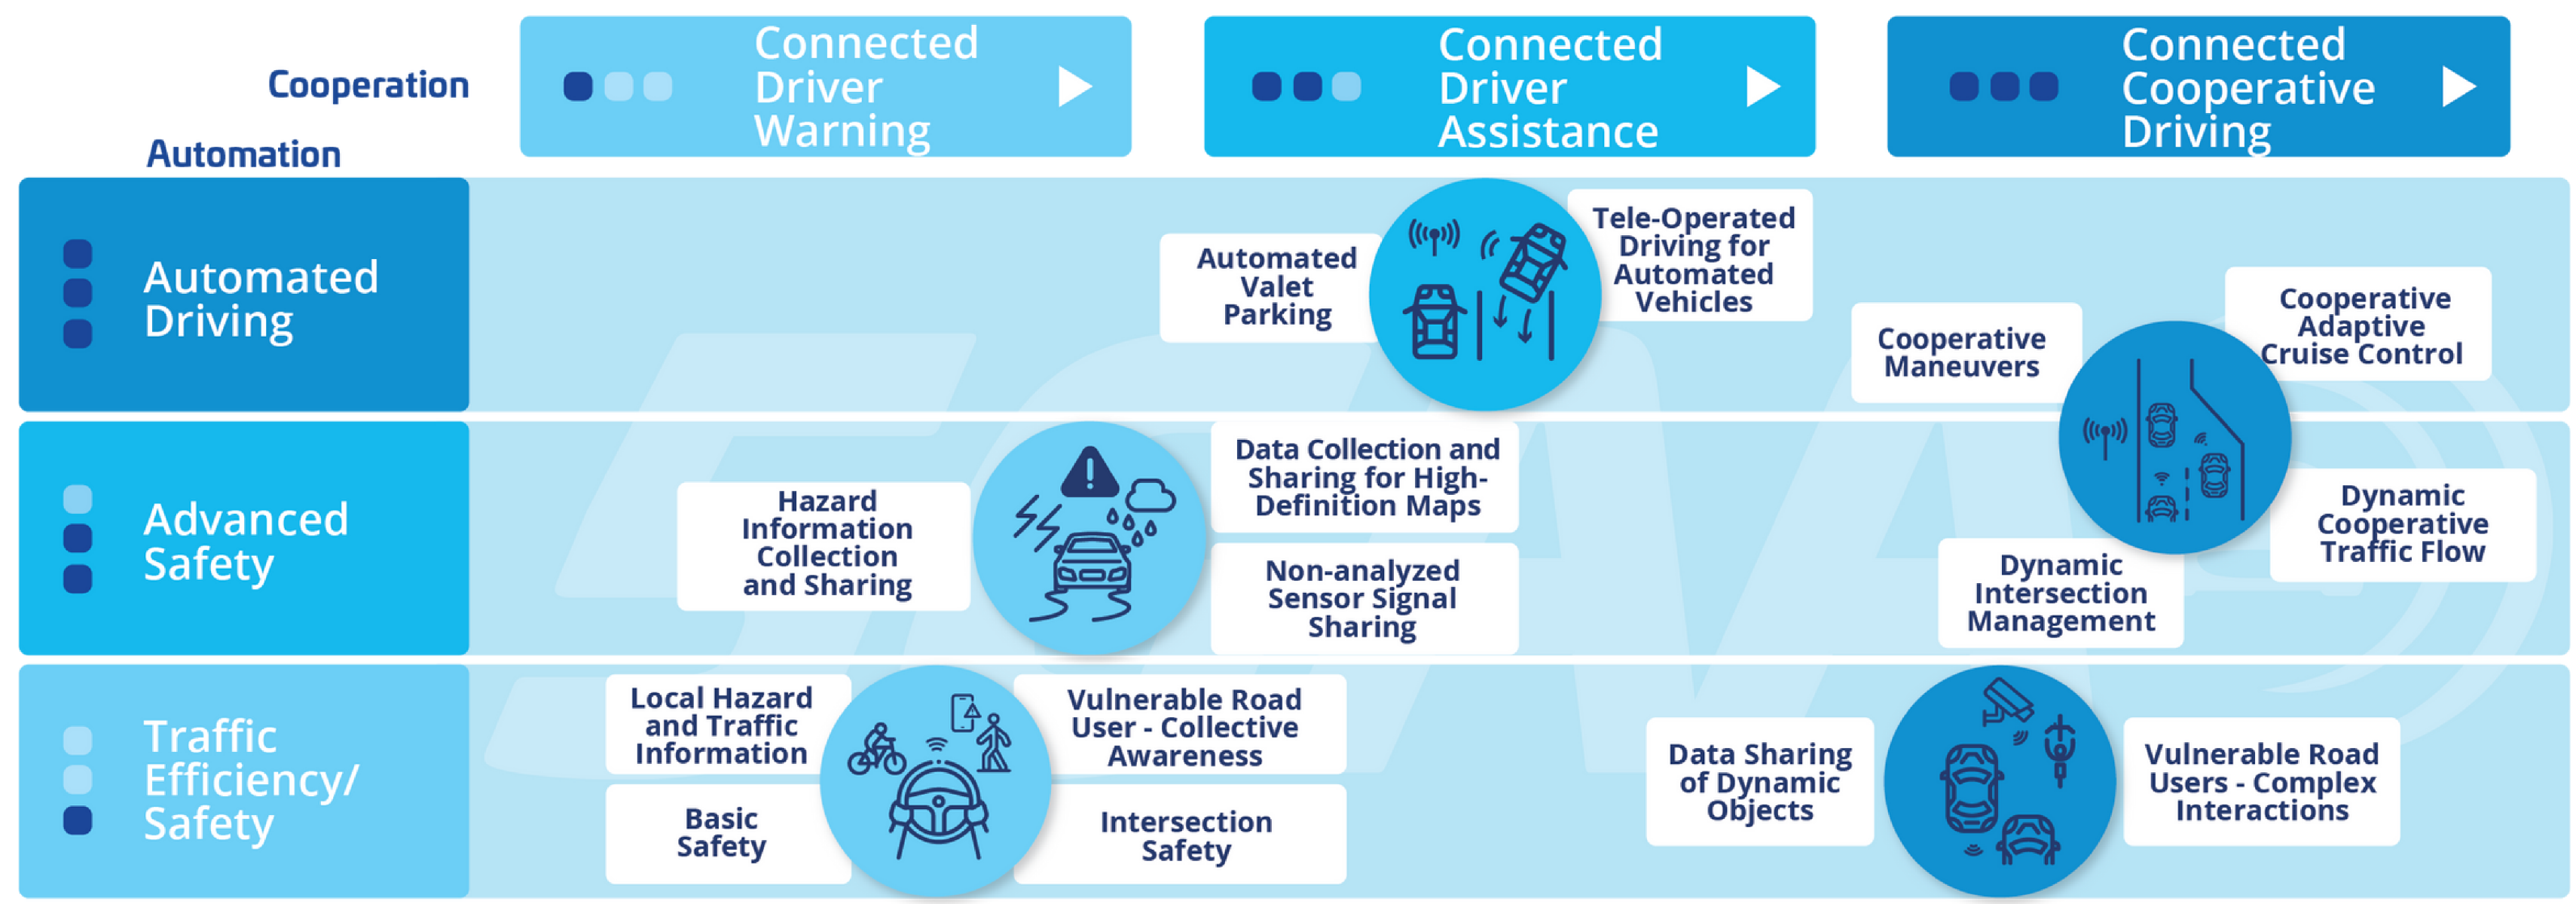 Cooperation
Automation
Connected
Driver
Warning
Connected
Driver
Assistance
Connected
Cooperative
Driving
Automated
Driving
Automated
Valet
Parking
Tele-Operated
Driving for
Automated
Vehicles
Cooperative
Maneuvers
Cooperative
Adaptive
Cruise Control
Advanced
Safety
Hazard
Information
Collection
and Sharing
Data Collection and
Sharing for High-
Definition Maps
Non-analyzed
Sensor Signal
Sharing
Dynamic
Intersection
Management
Dynamic
Cooperative
Traffic Flow
Traffic
Efficiency/
Safety
Local Hazard
and Traffic
Information
Basic
Safety
Vulnerable Road
User - Collective
Awareness
Intersection
Safety
Data Sharing
of Dynamic
Objects
Vulnerable Road
Users - Complex
Interactions
5GAA